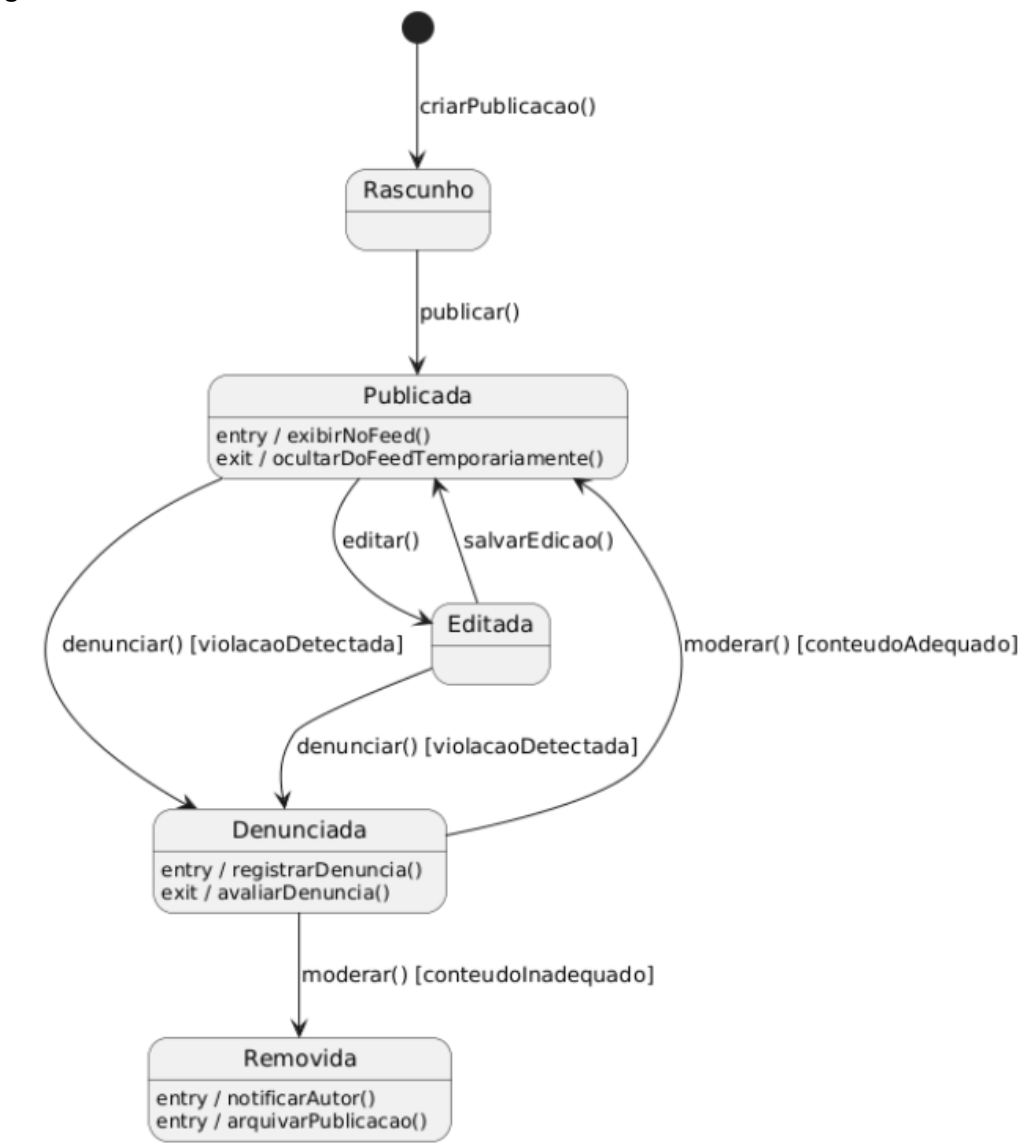 criarPublicacao()
Rascunho
publicar()
Publicada
entry / exibirNoFeed()
exit / ocultarDoFeedTemporariamente()
editar()
salvarEdicao()
Editada
denunciar() [violacaoDetectada]
moderar() [conteudoAdequado]
denunciar() [violacaoDetectada]
Denunciada
entry / registrarDenuncia()
exit / avaliarDenuncia()
moderar() [conteudoInadequado]
Removida
entry / notificarAutor()
entry / arquivarPublicacao()